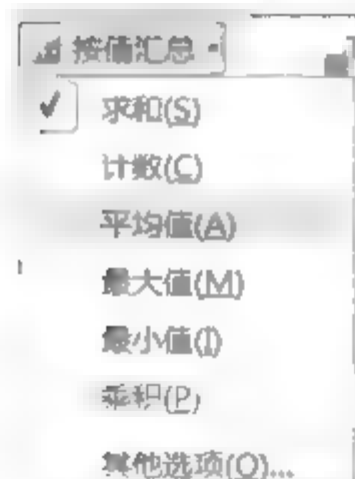 按值汇总
求和(S)
计数(C)
平均值(A)
最大值(M)
最小值(I)
乘积(P)
其他选项(O)...